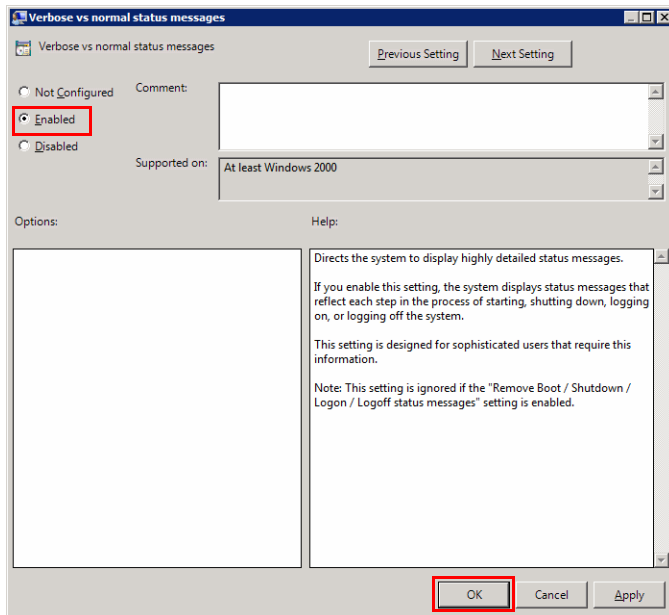 Verbose vs normal status messages
Verbose vs normal status messages
Previous Setting
Next Setting
Not Configured
Comment:
Enabled
Disabled
Supported on:
At least Windows 2000
Options:
Help:
Directs the system to display highly detailed status messages.
If you enable this setting, the system displays status messages that
reflect each step in the process of starting, shutting down, logging
on, or logging off the system.
This setting is designed for sophisticated users that require this
information.
Note: This setting is ignored if the "Remove Boot / Shutdown /
Logon / Logoff status messages" setting is enabled.
OK
Cancel
Apply